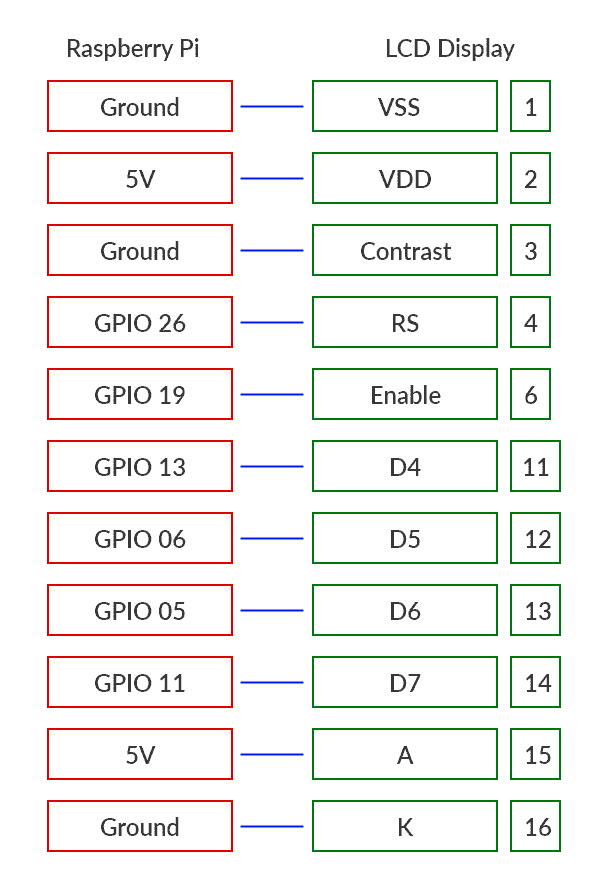 Raspberry Pi LCD Display
Ground VSS 1
5V VDD 2
Ground Contrast 3
GPIO 26 RS 4
GPIO 19 Enable 6
GPIO 13 D4 11
GPIO 06 D5 12
GPIO 05 D6 13
GPIO 11 D7 14
5V A 15
Ground K 16